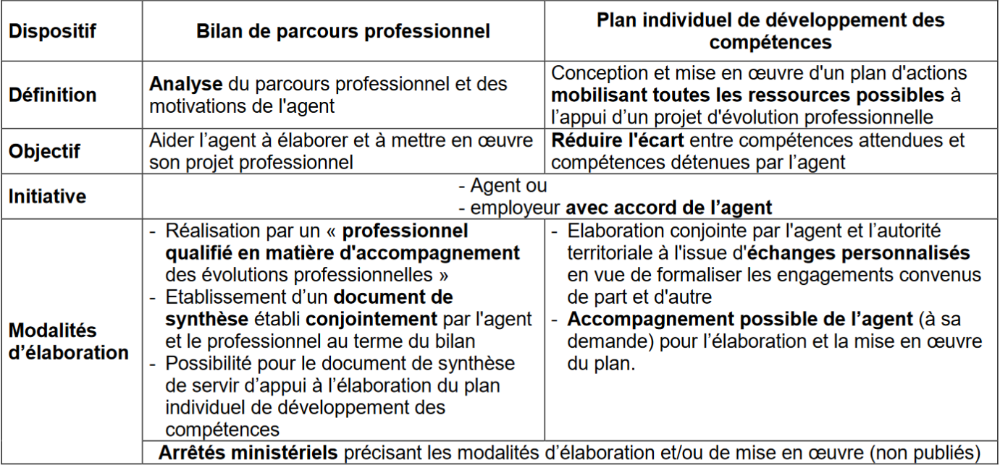 Dispositif
Bilan de parcours professionnel
Plan individuel de développement des
compétences
Définition
Analyse du parcours professionnel et des
motivations de l'agent
Conception et mise en œuvre d'un plan d'actions
mobilisant toutes les ressources possibles à
l’appui d’un projet d'évolution professionnelle
Objectif
Aider l’agent à élaborer et à mettre en œuvre
son projet professionnel
Réduire l'écart entre compétences attendues et
compétences détenues par l’agent
Initiative
- Agent ou
- employeur avec accord de l’agent
Modalités
d’élaboration
- Réalisation par un « professionnel
qualifié en matière d'accompagnement
des évolutions professionnelles »
- Etablissement d’un document de
synthèse établi conjointement par l'agent
et le professionnel au terme du bilan
- Possibilité pour le document de synthèse
de servir d’appui à l’élaboration du plan
individuel de développement des
compétences
- Elaboration conjointe par l'agent et l’autorité
territoriale à l'issue d'échanges personnalisés
en vue de formaliser les engagements convenus
de part et d'autre
- Accompagnement possible de l’agent (à sa
demande) pour l’élaboration et la mise en œuvre
du plan.
Arrêtés ministériels précisant les modalités d’élaboration et/ou de mise en œuvre (non publiés)